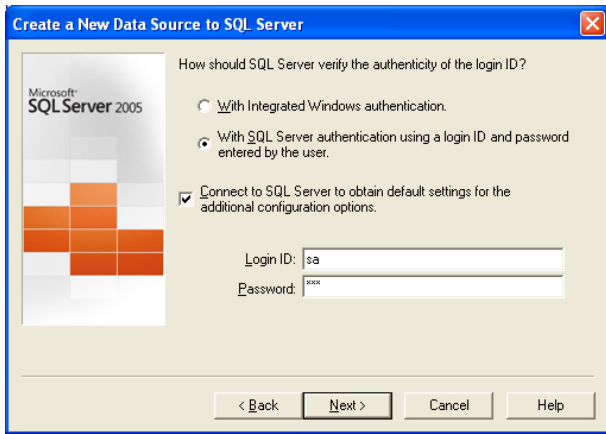 Create a New Data Source to SQL Server
Microsoft®
SQL Server 2005
How should SQL Server verify the authenticity of the login ID?
With Integrated Windows authentication.
With SQL Server authentication using a login ID and password
entered by the user.
Connect to SQL Server to obtain default settings for the
additional configuration options.
Login ID: sa
Password: ***
< Back Next > Cancel Help